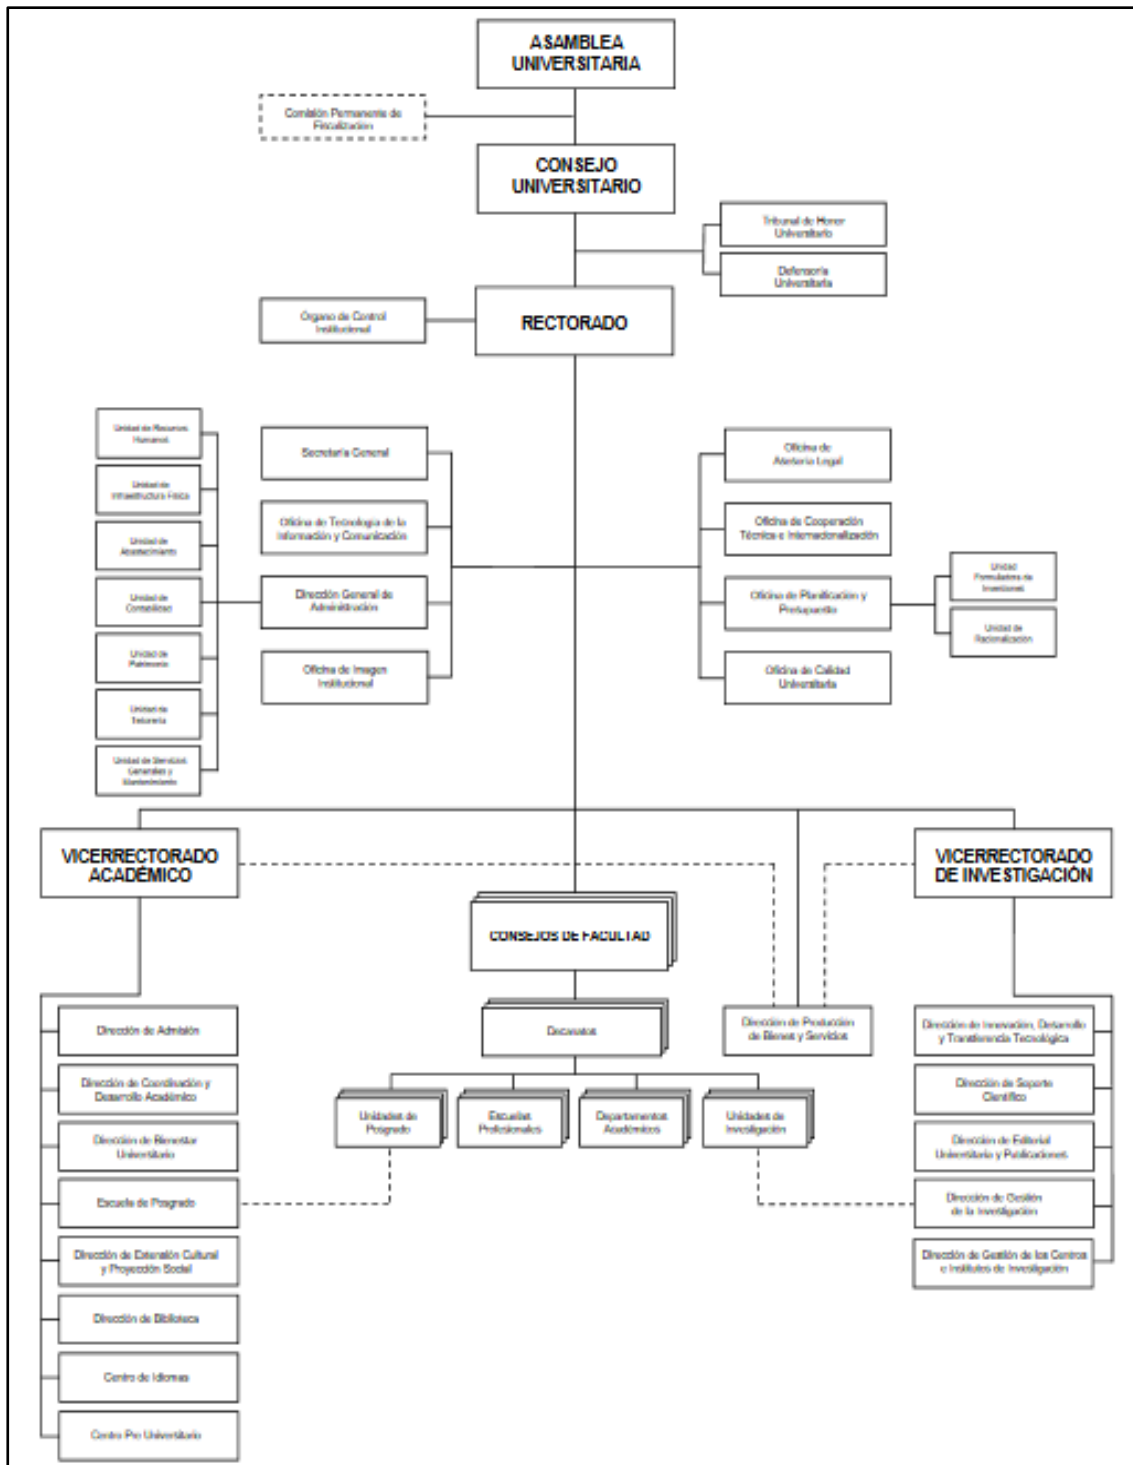 ASAMBLEA
UNIVERSITARIA
Comisión Permanente de
Fiscalización
CONSEJO
UNIVERSITARIO
Tribunal de Honor
Universitario
Defensoría
Universitaria
Organo de Control
Institucional
RECTORADO
Unidad de Recursos
Humanos
Unidad de
Infraestructura Física
Unidad de
Abastecimiento
Unidad de
Contabilidad
Unidad de
Patrimonio
Unidad de
Tesorería
Unidad de Servicios
Generales y
Mantenimiento
Secretaría General
Oficina de Tecnología de la
Información y Comunicación
Dirección General de
Administración
Oficina de Imagen
Institucional
Oficina de
Asesoría Legal
Oficina de Cooperación
Técnica e Internacionalización
Oficina de Planificación y
Presupuesto
Oficina de Calidad
Universitaria
Unidad
Formuladora de
Inversiones
Unidad de
Racionalización
VICERRECTORADO
ACADÉMICO
VICERRECTORADO
DE INVESTIGACIÓN
CONSEJOS DE FACULTAD
Decanatos
Dirección de Producción
de Bienes y Servicios
Unidades de
Posgrado
Escuelas
Profesionales
Departamentos
Académicos
Unidades de
Investigación
Dirección de Admisión
Dirección de Coordinación y
Desarrollo Académico
Dirección de Bienestar
Universitario
Escuela de Posgrado
Dirección de Extensión Cultural
y Proyección Social
Dirección de Biblioteca
Centro de Idiomas
Centro Pre Universitario
Dirección de Innovación, Desarrollo
y Transferencia Tecnológica
Dirección de Soporte
Científico
Dirección de Editorial
Universitaria y Publicaciones
Dirección de Gestión
de la Investigación
Dirección de Gestión de los Centros
e Institutos de Investigación